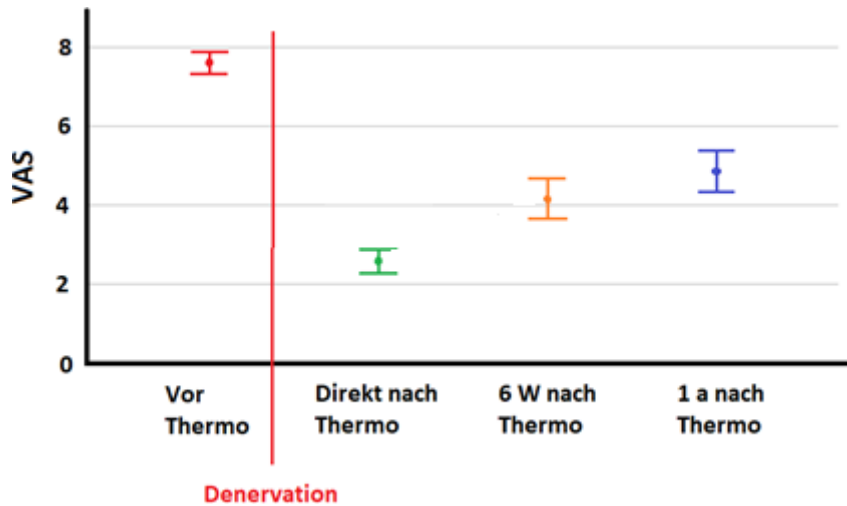 8
6
4
2
0
VAS
Vor
Thermo
Direkt nach
Thermo
6 W nach
Thermo
1 a nach
Thermo
Denervation